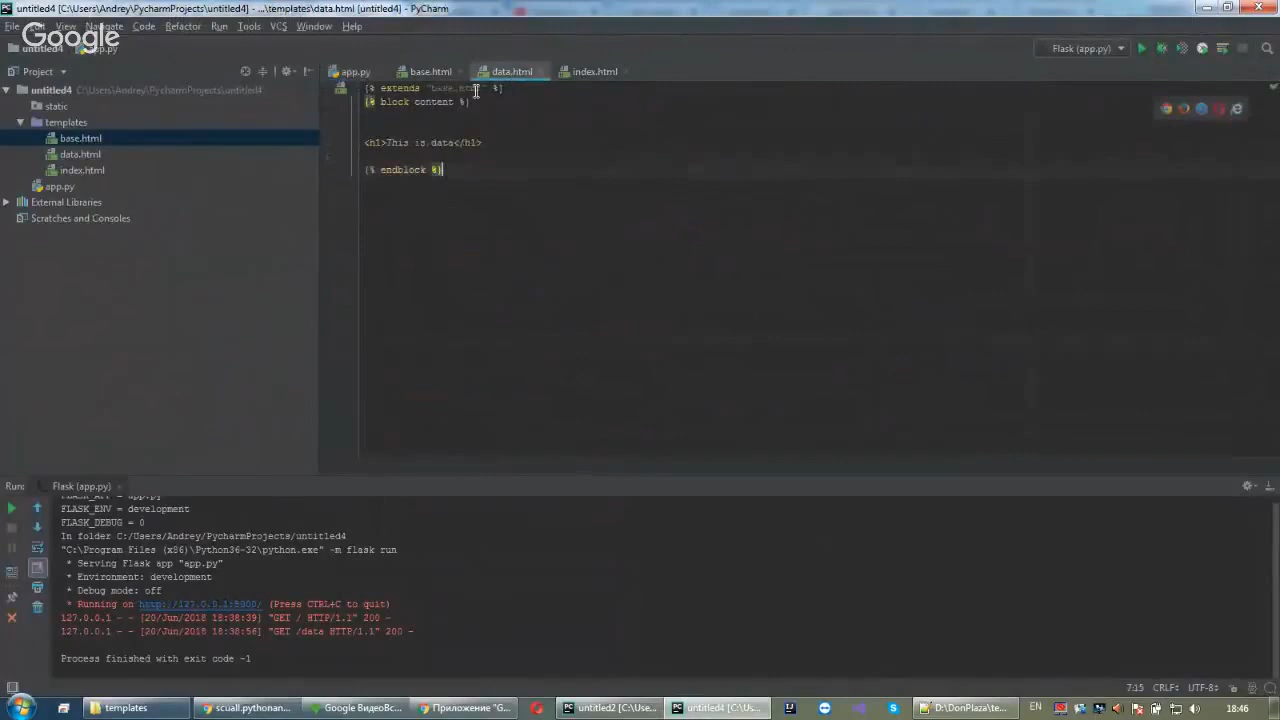 untitled4 [C:\Users\Andrey\PycharmProjects\untitled4] - ...\templates\data.html [untitled4] - PyCharm
File Edit View Navigate Code Refactor Run Tools VCS Window Help
Google
untitled4 app.py
Flask (app.py)
Project
app.py base.html data.html index.html
untitled4 C:\Users\Andrey\PycharmProjects\untitled4
static
templates
base.html
data.html
index.html
app.py
External Libraries
Scratches and Consoles
{% extends "base.html" %}
{% block content %}
<h1>This is data</h1>
{% endblock %}
Run: Flask (app.py)
FLASK_APP = app.py
FLASK_ENV = development
FLASK_DEBUG = 0
In folder C:/Users/Andrey/PycharmProjects/untitled4
"C:\Program Files (x86)\Python36-32\python.exe" -m flask run
* Serving Flask app "app.py"
* Environment: development
* Debug mode: off
* Running on http://127.0.0.1:5000/ (Press CTRL+C to quit)
127.0.0.1 - - [20/Jun/2018 18:38:39] "GET / HTTP/1.1" 200 -
127.0.0.1 - - [20/Jun/2018 18:38:56] "GET /data HTTP/1.1" 200 -
Process finished with exit code -1
7:15 CRLF÷ UTF-8÷
templates scuall.pythonan... Google ВидеоВс... Приложение "G... untitled2 [C:\Use... untitled4 [C:\Us... D:\DonPlaza\te... EN 18:46